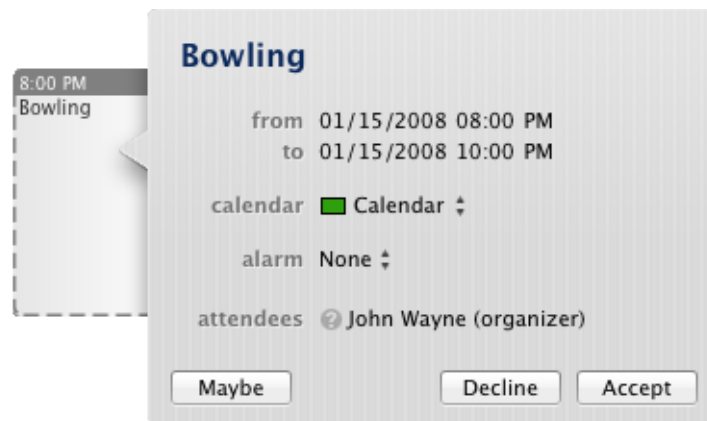 8:00 PM
Bowling
Bowling
from 01/15/2008 08:00 PM
to 01/15/2008 10:00 PM
calendar Calendar
alarm None
attendees ? John Wayne (organizer)
Maybe Decline Accept